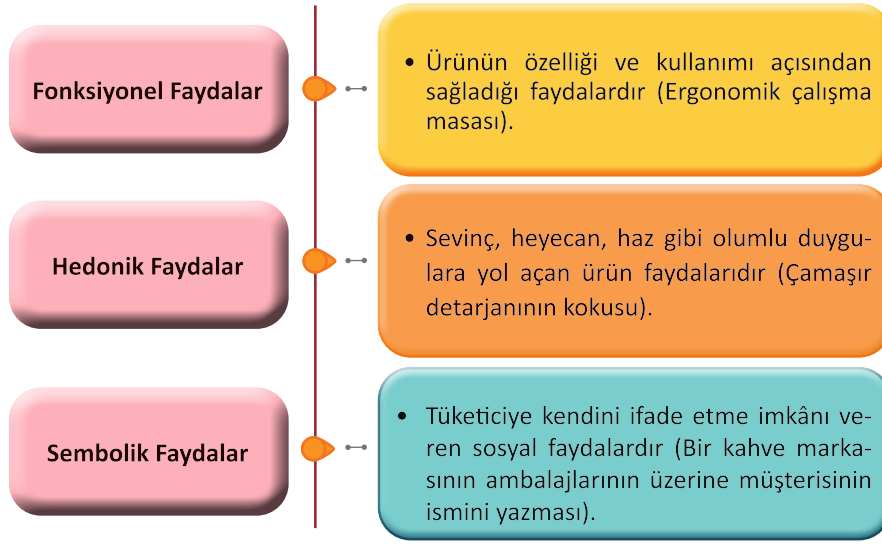 Fonksiyonel Faydalar
• Ürünün özelliği ve kullanımı açısından
sağladığı faydalardır (Ergonomik çalışma
masası).
Hedonik Faydalar
• Sevinç, heyecan, haz gibi olumlu duygu-
lara yol açan ürün faydalarıdır (Çamaşır
detarjanının kokusu).
Sembolik Faydalar
• Tüketiciye kendini ifade etme imkânı ve-
ren sosyal faydalardır (Bir kahve marka-
sının ambalajlarının üzerine müşterisinin
ismini yazması).